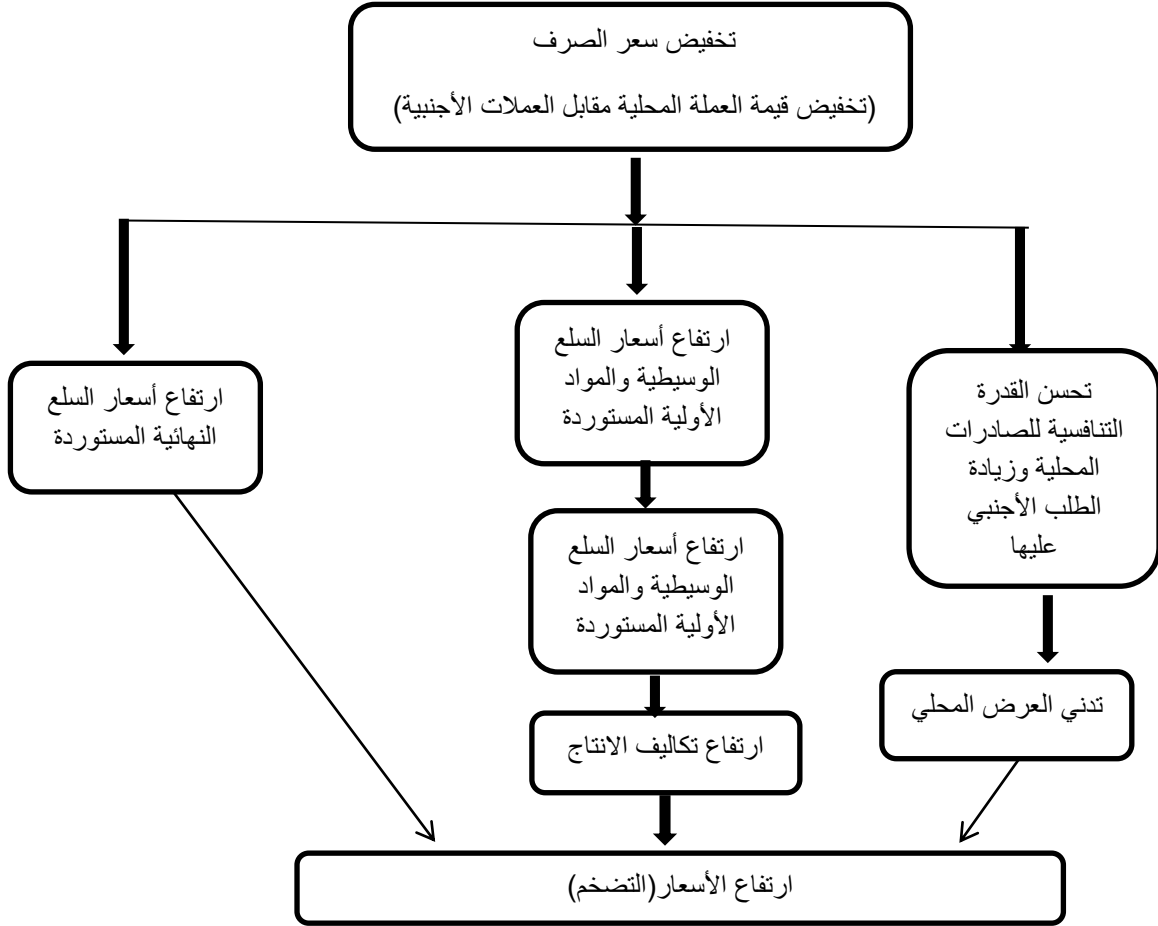 تخفيض سعر الصرف
(تخفيض قيمة العملة المحلية مقابل العملات الأجنبية)
تحسن القدرة
التنافسية للصادرات
المحلية وزيادة
الطلب الأجنبي
عليها
تدني العرض المحلي
ارتفاع أسعار السلع
الوسيطية والمواد
الأولية المستوردة
ارتفاع أسعار السلع
الوسيطية والمواد
الأولية المستوردة
ارتفاع تكاليف الانتاج
ارتفاع أسعار السلع
النهائية المستوردة
ارتفاع الأسعار(التضخم)